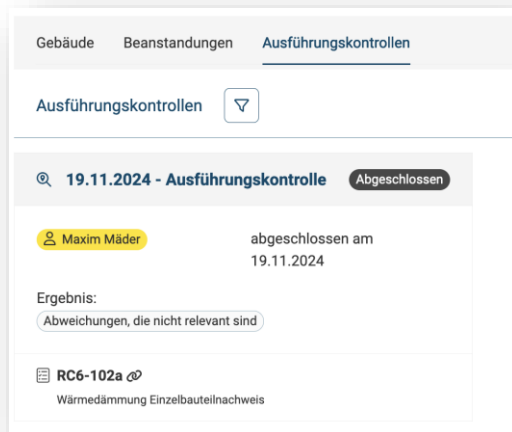 Gebäude Beanstandungen Ausführungskontrollen
Ausführungskontrollen
19.11.2024 - Ausführungskontrolle Abgeschlossen
Maxim Mäder abgeschlossen am
19.11.2024
Ergebnis:
Abweichungen, die nicht relevant sind
RC6-102a
Wärmedämmung Einzelbauteilnachweis